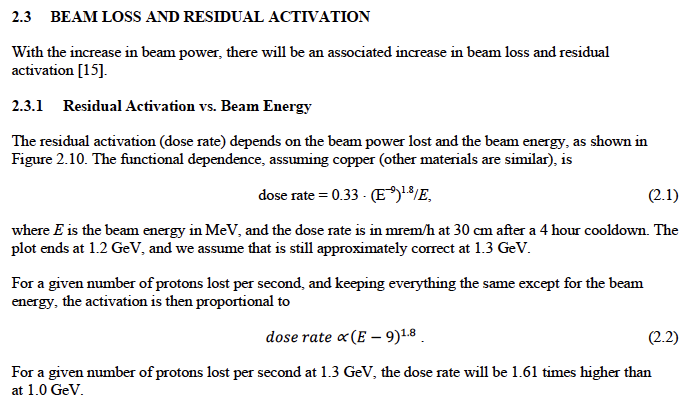 2.3 BEAM LOSS AND RESIDUAL ACTIVATION
With the increase in beam power, there will be an associated increase in beam loss and residual
activation [15].
2.3.1 Residual Activation vs. Beam Energy
The residual activation (dose rate) depends on the beam power lost and the beam energy, as shown in
Figure 2.10. The functional dependence, assuming copper (other materials are similar), is
dose rate = 0.33 · (E⁻⁹)¹·⁸/E, (2.1)
where E is the beam energy in MeV, and the dose rate is in mrem/h at 30 cm after a 4 hour cooldown. The
plot ends at 1.2 GeV, and we assume that is still approximately correct at 1.3 GeV.
For a given number of protons lost per second, and keeping everything the same except for the beam
energy, the activation is then proportional to
dose rate ∝ (E − 9)¹·⁸ . (2.2)
For a given number of protons lost per second at 1.3 GeV, the dose rate will be 1.61 times higher than
at 1.0 GeV.